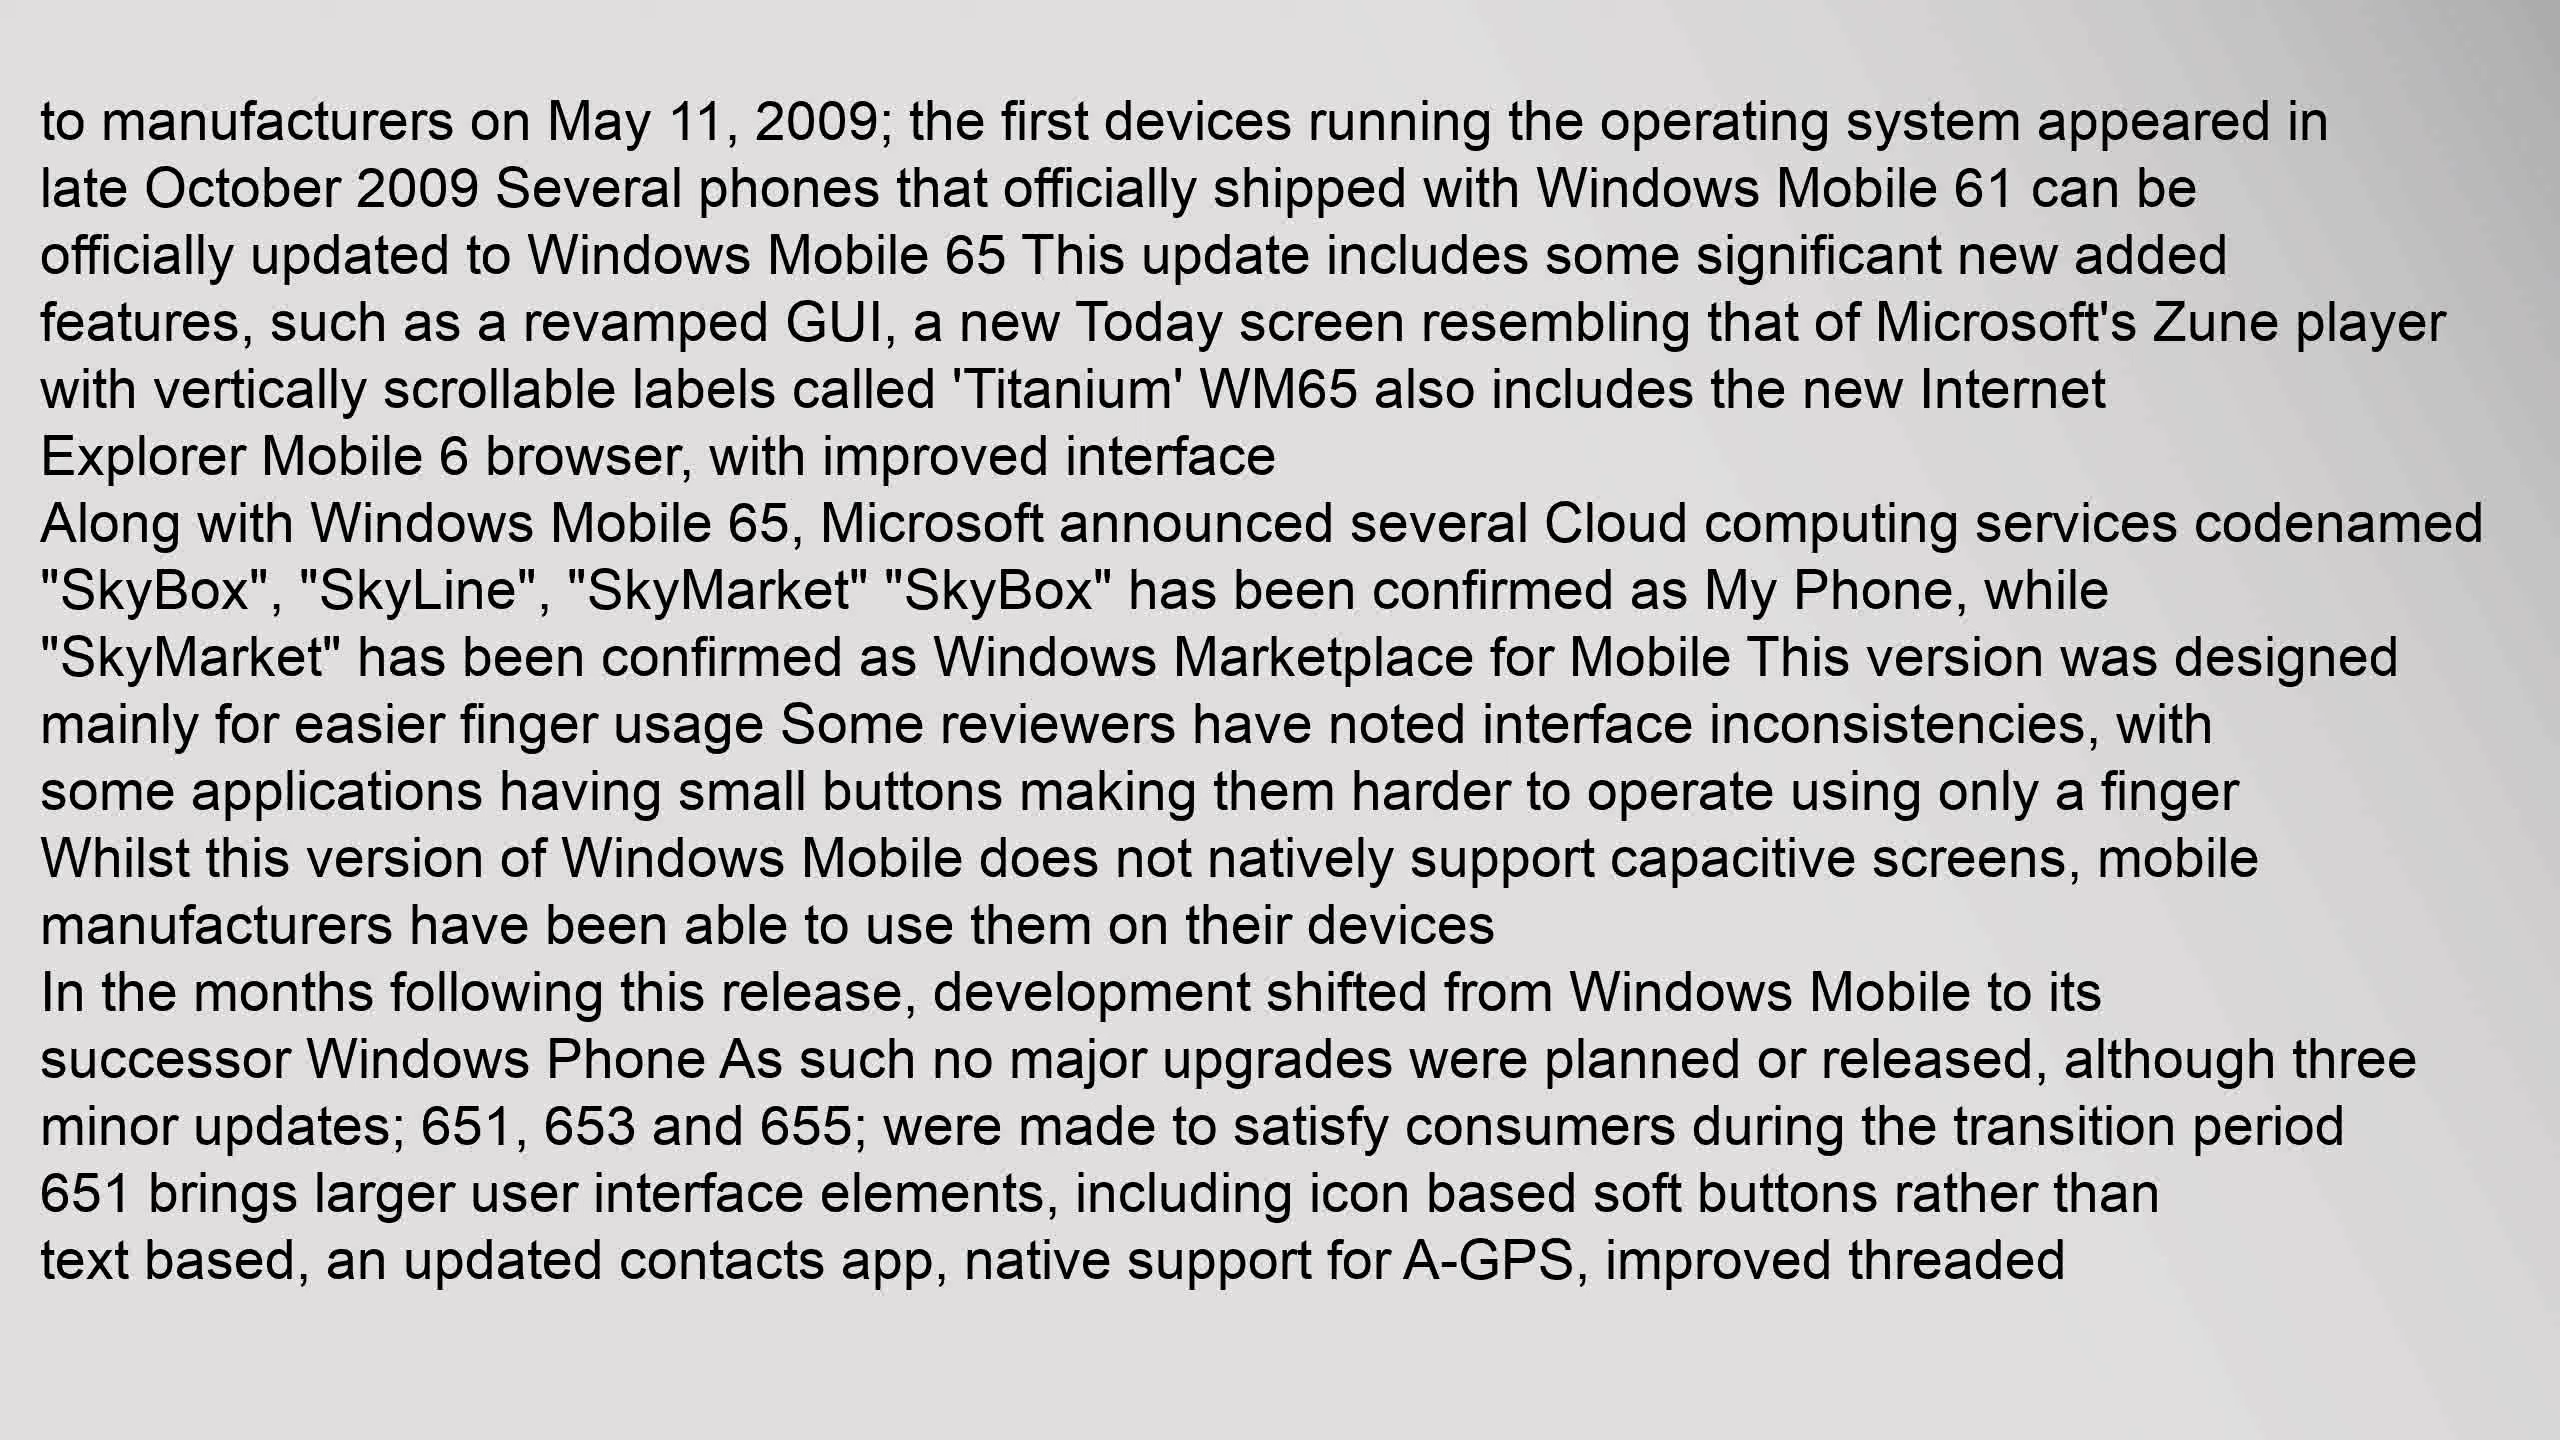 to manufacturers on May 11, 2009; the first devices running the operating system appeared in
late October 2009 Several phones that officially shipped with Windows Mobile 61 can be
officially updated to Windows Mobile 65 This update includes some significant new added
features, such as a revamped GUI, a new Today screen resembling that of Microsoft's Zune player
with vertically scrollable labels called 'Titanium' WM65 also includes the new Internet
Explorer Mobile 6 browser, with improved interface
Along with Windows Mobile 65, Microsoft announced several Cloud computing services codenamed
"SkyBox", "SkyLine", "SkyMarket" "SkyBox" has been confirmed as My Phone, while
"SkyMarket" has been confirmed as Windows Marketplace for Mobile This version was designed
mainly for easier finger usage Some reviewers have noted interface inconsistencies, with
some applications having small buttons making them harder to operate using only a finger
Whilst this version of Windows Mobile does not natively support capacitive screens, mobile
manufacturers have been able to use them on their devices
In the months following this release, development shifted from Windows Mobile to its
successor Windows Phone As such no major upgrades were planned or released, although three
minor updates; 651, 653 and 655; were made to satisfy consumers during the transition period
651 brings larger user interface elements, including icon based soft buttons rather than
text based, an updated contacts app, native support for A-GPS, improved threaded